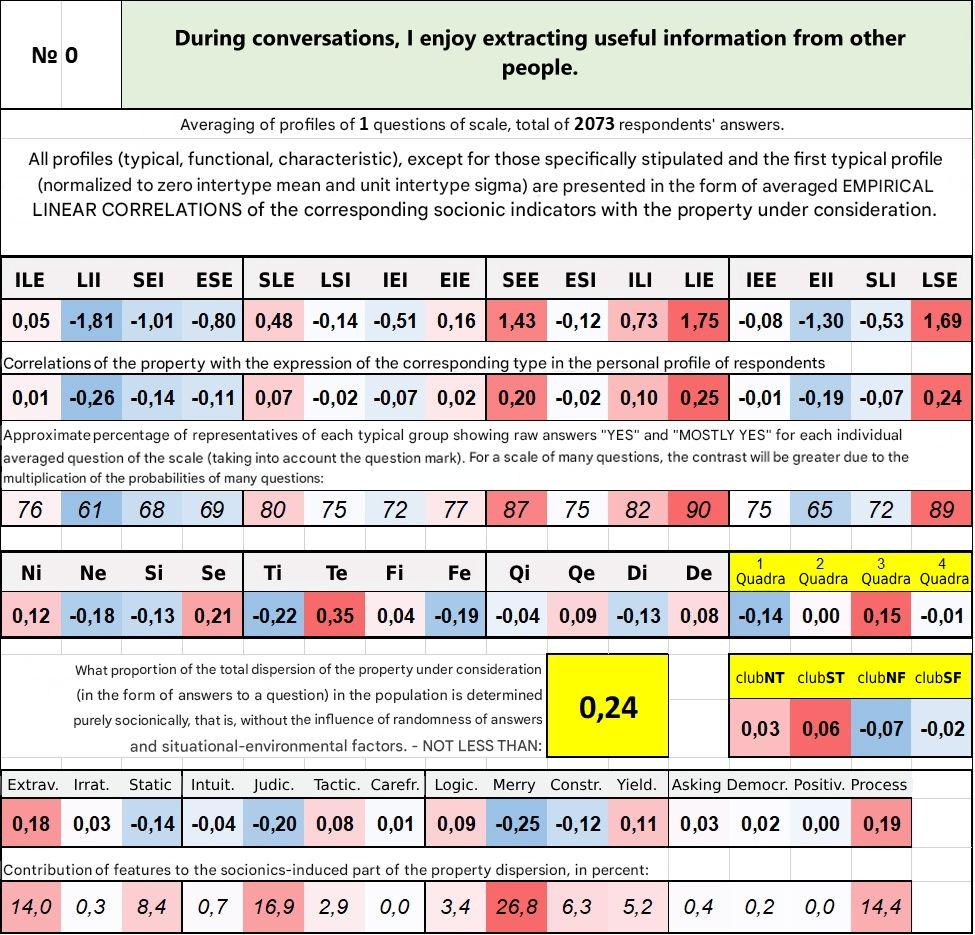 № 0
During conversations, I enjoy extracting useful information from other
people.
Averaging of profiles of 1 questions of scale, total of 2073 respondents' answers.
All profiles (typical, functional, characteristic), except for those specifically stipulated and the first typical profile
(normalized to zero intertype mean and unit intertype sigma) are presented in the form of averaged EMPIRICAL
LINEAR CORRELATIONS of the corresponding socionic indicators with the property under consideration.
ILE LII SEI ESE SLE LSI IEI EIE SEE ESI ILI LIE IEE EII SLI LSE
0,05 -1,81 -1,01 -0,80 0,48 -0,14 -0,51 0,16 1,43 -0,12 0,73 1,75 -0,08 -1,30 -0,53 1,69
Correlations of the property with the expression of the corresponding type in the personal profile of respondents
0,01 -0,26 -0,14 -0,11 0,07 -0,02 -0,07 0,02 0,20 -0,02 0,10 0,25 -0,01 -0,19 -0,07 0,24
Approximate percentage of representatives of each typical group showing raw answers "YES" and "MOSTLY YES" for each individual
averaged question of the scale (taking into account the question mark). For a scale of many questions, the contrast will be greater due to the
multiplication of the probabilities of many questions:
76 61 68 69 80 75 72 77 87 75 82 90 75 65 72 89
Ni Ne Si Se Ti Te Fi Fe Qi Qe Di De 1 Quadra 2 Quadra 3 Quadra 4 Quadra
0,12 -0,18 -0,13 0,21 -0,22 0,35 0,04 -0,19 -0,04 0,09 -0,13 0,08 -0,14 0,00 0,15 -0,01
What proportion of the total dispersion of the property under consideration
(in the form of answers to a question) in the population is determined
purely socionically, that is, without the influence of randomness of answers
and situational-environmental factors. - NOT LESS THAN:
0,24
clubNT clubST clubNF clubSF
0,03 0,06 -0,07 -0,02
Extrav. Irrat. Static Intuit. Judic. Tactic. Carefr. Logic. Merry Constr. Yield. Asking Democr. Positiv. Process
0,18 0,03 -0,14 -0,04 -0,20 0,08 0,01 0,09 -0,25 -0,12 0,11 0,03 0,02 0,00 0,19
Contribution of features to the socionics-induced part of the property dispersion, in percent:
14,0 0,3 8,4 0,7 16,9 2,9 0,0 3,4 26,8 6,3 5,2 0,4 0,2 0,0 14,4